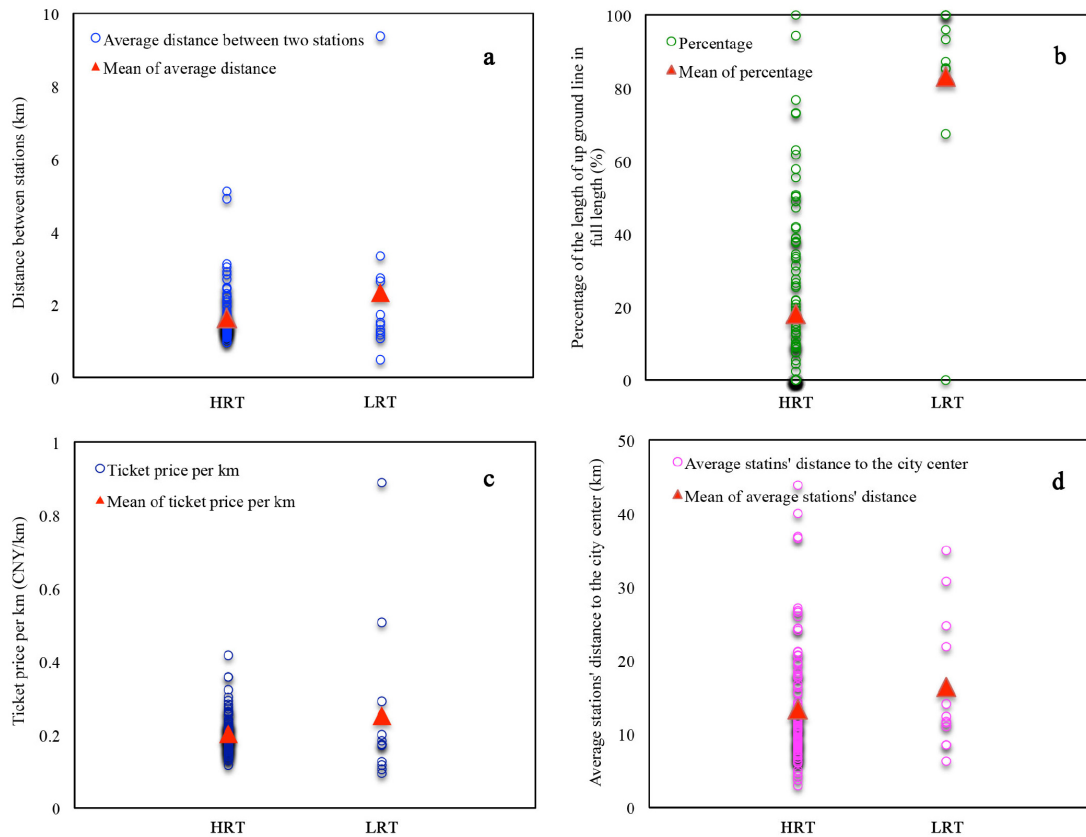 10
8
6
4
2
0
Distance between stations (km)
Average distance between two stations
Mean of average distance
a
HRT
LRT
100
80
60
40
20
0
Percentage of the length of up ground line in
full length (%)
Percentage
Mean of percentage
b
HRT
LRT
1
0.8
0.6
0.4
0.2
0
Ticket price per km (CNY/km)
Ticket price per km
Mean of ticket price per km
c
HRT
LRT
50
40
30
20
10
0
Average stations' distance to the city center (km)
Average statins' distance to the city center
Mean of average stations' distance
d
HRT
LRT